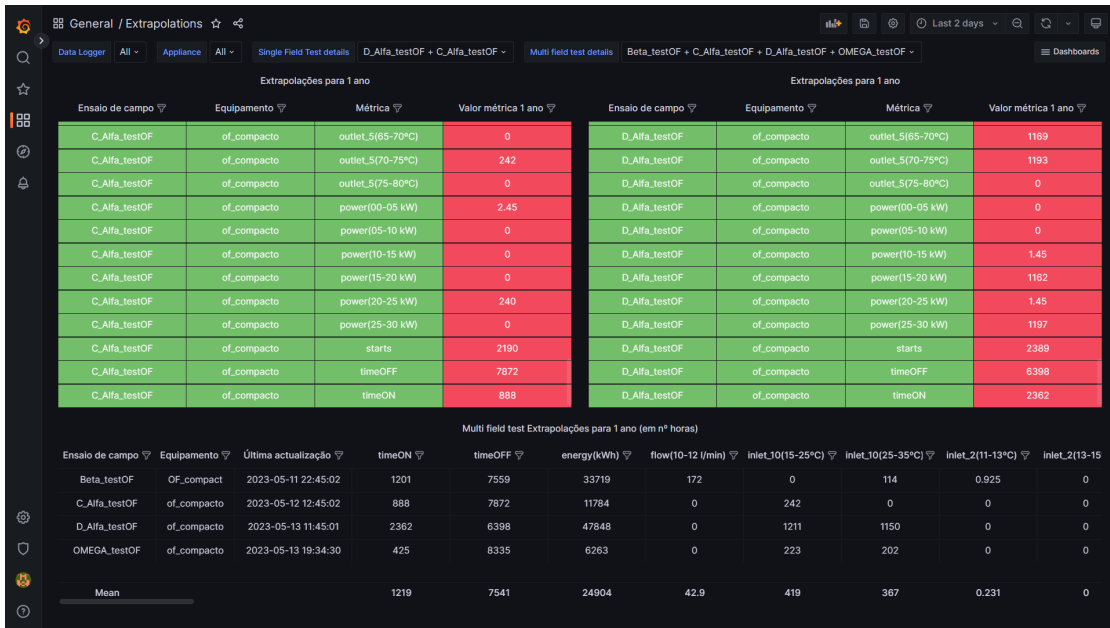 General / Extrapolations Last 2 days
Data Logger All Appliance All Single Field Test details D_Alfa_testOF + C_Alfa_testOF Multi field test details Beta_testOF + C_Alfa_testOF + D_Alfa_testOF + OMEGA_testOF Dashboards
Extrapolações para 1 ano
Ensaio de campo Equipamento Métrica Valor métrica 1 ano
C_Alfa_testOF of_compacto outlet_5(65-70ºC) 0
C_Alfa_testOF of_compacto outlet_5(70-75ºC) 242
C_Alfa_testOF of_compacto outlet_5(75-80ºC) 0
C_Alfa_testOF of_compacto power(00-05 kW) 2.45
C_Alfa_testOF of_compacto power(05-10 kW) 0
C_Alfa_testOF of_compacto power(10-15 kW) 0
C_Alfa_testOF of_compacto power(15-20 kW) 0
C_Alfa_testOF of_compacto power(20-25 kW) 240
C_Alfa_testOF of_compacto power(25-30 kW) 0
C_Alfa_testOF of_compacto starts 2190
C_Alfa_testOF of_compacto timeOFF 7872
C_Alfa_testOF of_compacto timeON 888
Extrapolações para 1 ano
Ensaio de campo Equipamento Métrica Valor métrica 1 ano
D_Alfa_testOF of_compacto outlet_5(65-70ºC) 1169
D_Alfa_testOF of_compacto outlet_5(70-75ºC) 1193
D_Alfa_testOF of_compacto outlet_5(75-80ºC) 0
D_Alfa_testOF of_compacto power(00-05 kW) 0
D_Alfa_testOF of_compacto power(05-10 kW) 0
D_Alfa_testOF of_compacto power(10-15 kW) 1.45
D_Alfa_testOF of_compacto power(15-20 kW) 1162
D_Alfa_testOF of_compacto power(20-25 kW) 1.45
D_Alfa_testOF of_compacto power(25-30 kW) 1197
D_Alfa_testOF of_compacto starts 2389
D_Alfa_testOF of_compacto timeOFF 6398
D_Alfa_testOF of_compacto timeON 2362
Multi field test Extrapolações para 1 ano (em nº horas)
Ensaio de campo Equipamento Última actualização timeON timeOFF energy(kWh) flow(10-12 l/min) inlet_10(15-25ºC) inlet_10(25-35ºC) inlet_2(11-13ºC) inlet_2(13-15
Beta_testOF OF_compact 2023-05-11 22:45:02 1201 7559 33719 172 0 114 0.925 0
C_Alfa_testOF of_compacto 2023-05-12 12:45:02 888 7872 11784 0 242 0 0 0
D_Alfa_testOF of_compacto 2023-05-13 11:45:01 2362 6398 47848 0 1211 1150 0 0
OMEGA_testOF of_compacto 2023-05-13 19:34:30 425 8335 6263 0 223 202 0 0
Mean 1219 7541 24904 42.9 419 367 0.231 0